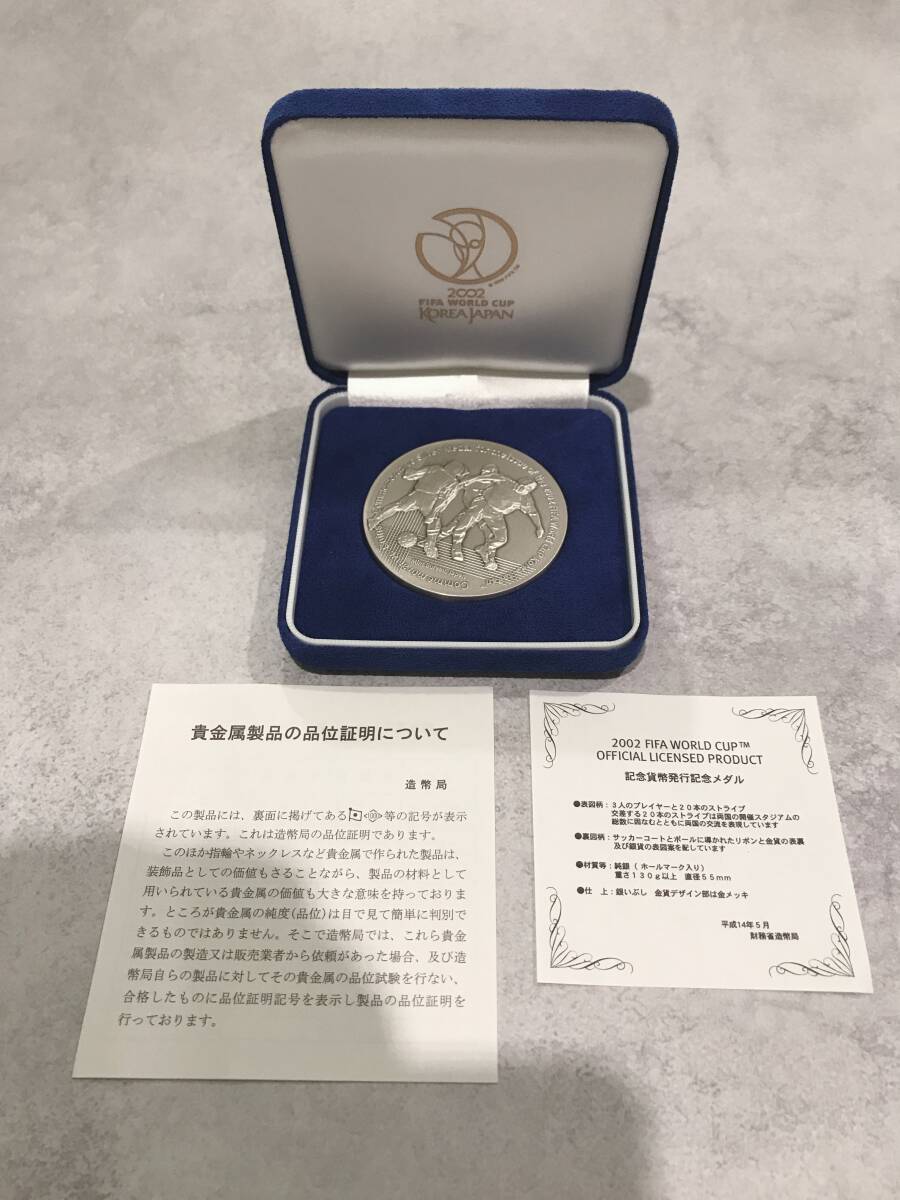 © 1999 FIFA TM
2002
FIFA WORLD CUP
KOREA JAPAN
貴金属製品の品位証明について
造幣局
この製品には、裏面に掲げてある 等の記号が表示
されています。これは造幣局の品位証明であります。
このほか指輪やネックレスなど貴金属で作られた製品は、
装飾品としての価値もさることながら、製品の材料として
用いられている貴金属の価値も大きな意味を持っておりま
す。ところが貴金属の純度(品位)は目で見て簡単に判別で
きるものではありません。そこで造幣局では、これら貴金
属製品の製造又は販売業者から依頼があった場合、及び造
幣局自らの製品に対してその貴金属の品位試験を行ない、
合格したものに品位証明記号を表示し製品の品位証明を
行っております。
2002 FIFA WORLD CUP™
OFFICIAL LICENSED PRODUCT
記念貨幣発行記念メダル
●表図柄：３人のプレイヤーと２０本のストライプ
交差する２０本のストライプは両国の開催スタジアムの
総数に因なむとともに両国の交流を表現しています
●裏図柄：サッカーコートとボールに導かれたリボンと金貨の表裏
及び銀貨の表図案を配しています
●材質等：純銀（ ホールマーク入り）
重さ１３０ｇ以上　直径５５ｍｍ
●仕　上：銀いぶし　金貨デザイン部は金メッキ
平成14年５月
財務省造幣局